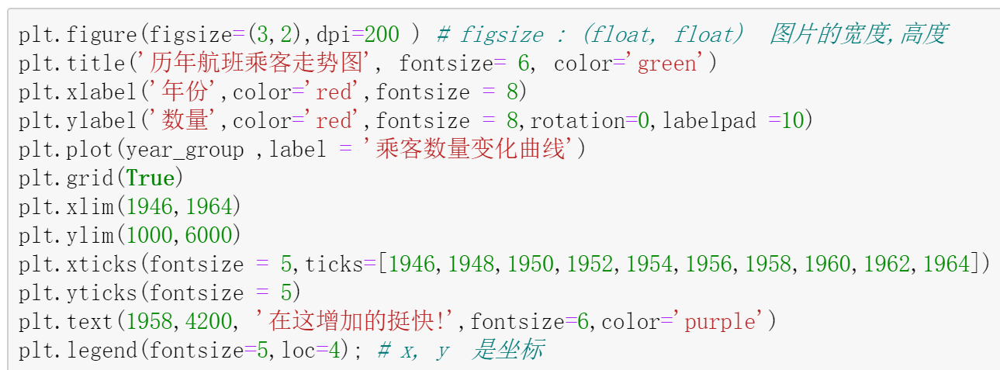 plt.figure(figsize=(3,2),dpi=200 ) # figsize : (float, float)  图片的宽度,高度
plt.title('历年航班乘客走势图', fontsize= 6, color='green')
plt.xlabel('年份',color='red',fontsize = 8)
plt.ylabel('数量',color='red',fontsize = 8,rotation=0,labelpad =10)
plt.plot(year_group ,label = '乘客数量变化曲线')
plt.grid(True)
plt.xlim(1946,1964)
plt.ylim(1000,6000)
plt.xticks(fontsize = 5,ticks=[1946,1948,1950,1952,1954,1956,1958,1960,1962,1964])
plt.yticks(fontsize = 5)
plt.text(1958,4200, '在这增加的挺快!',fontsize=6,color='purple')
plt.legend(fontsize=5,loc=4); # x, y  是坐标